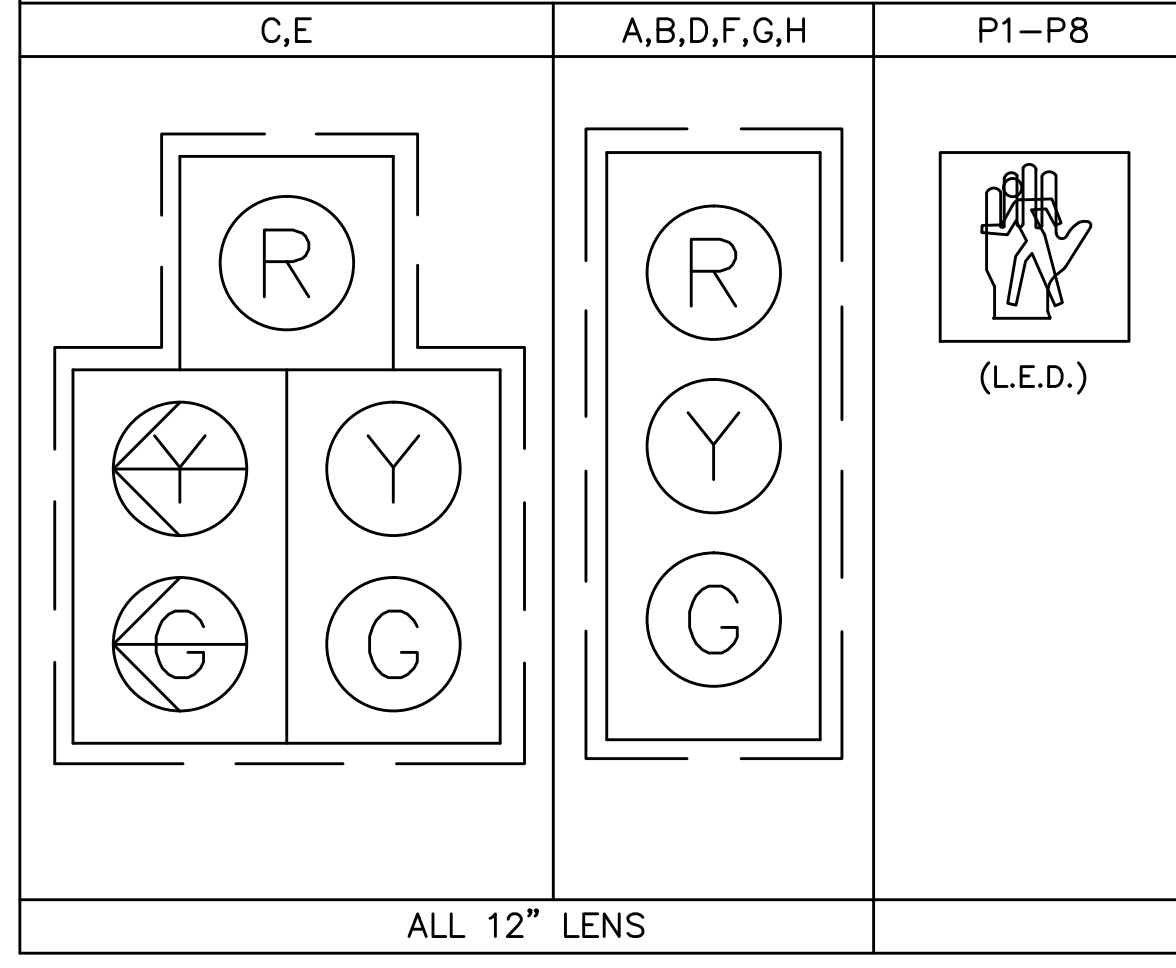 C,E
A,B,D,F,G,H
P1-P8
R
Y
Y
G
G
R
Y
G
(L.E.D.)
ALL 12" LENS